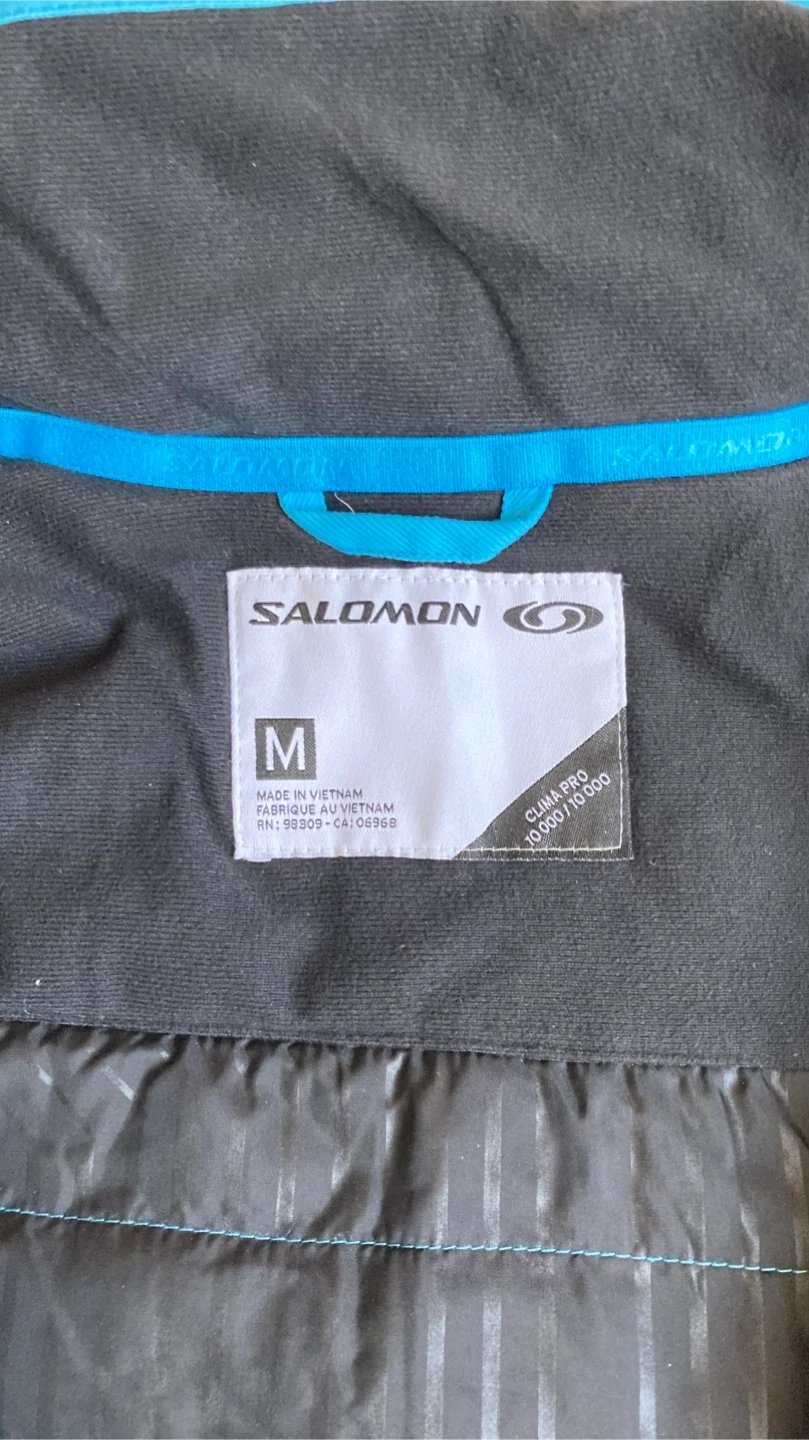 SALOMON SALOMON
SALOMON
M
MADE IN VIETNAM
FABRIQUE AU VIETNAM
RN: 98309 - CA: 06968
CLIMA PRO
10.000 / 10 000